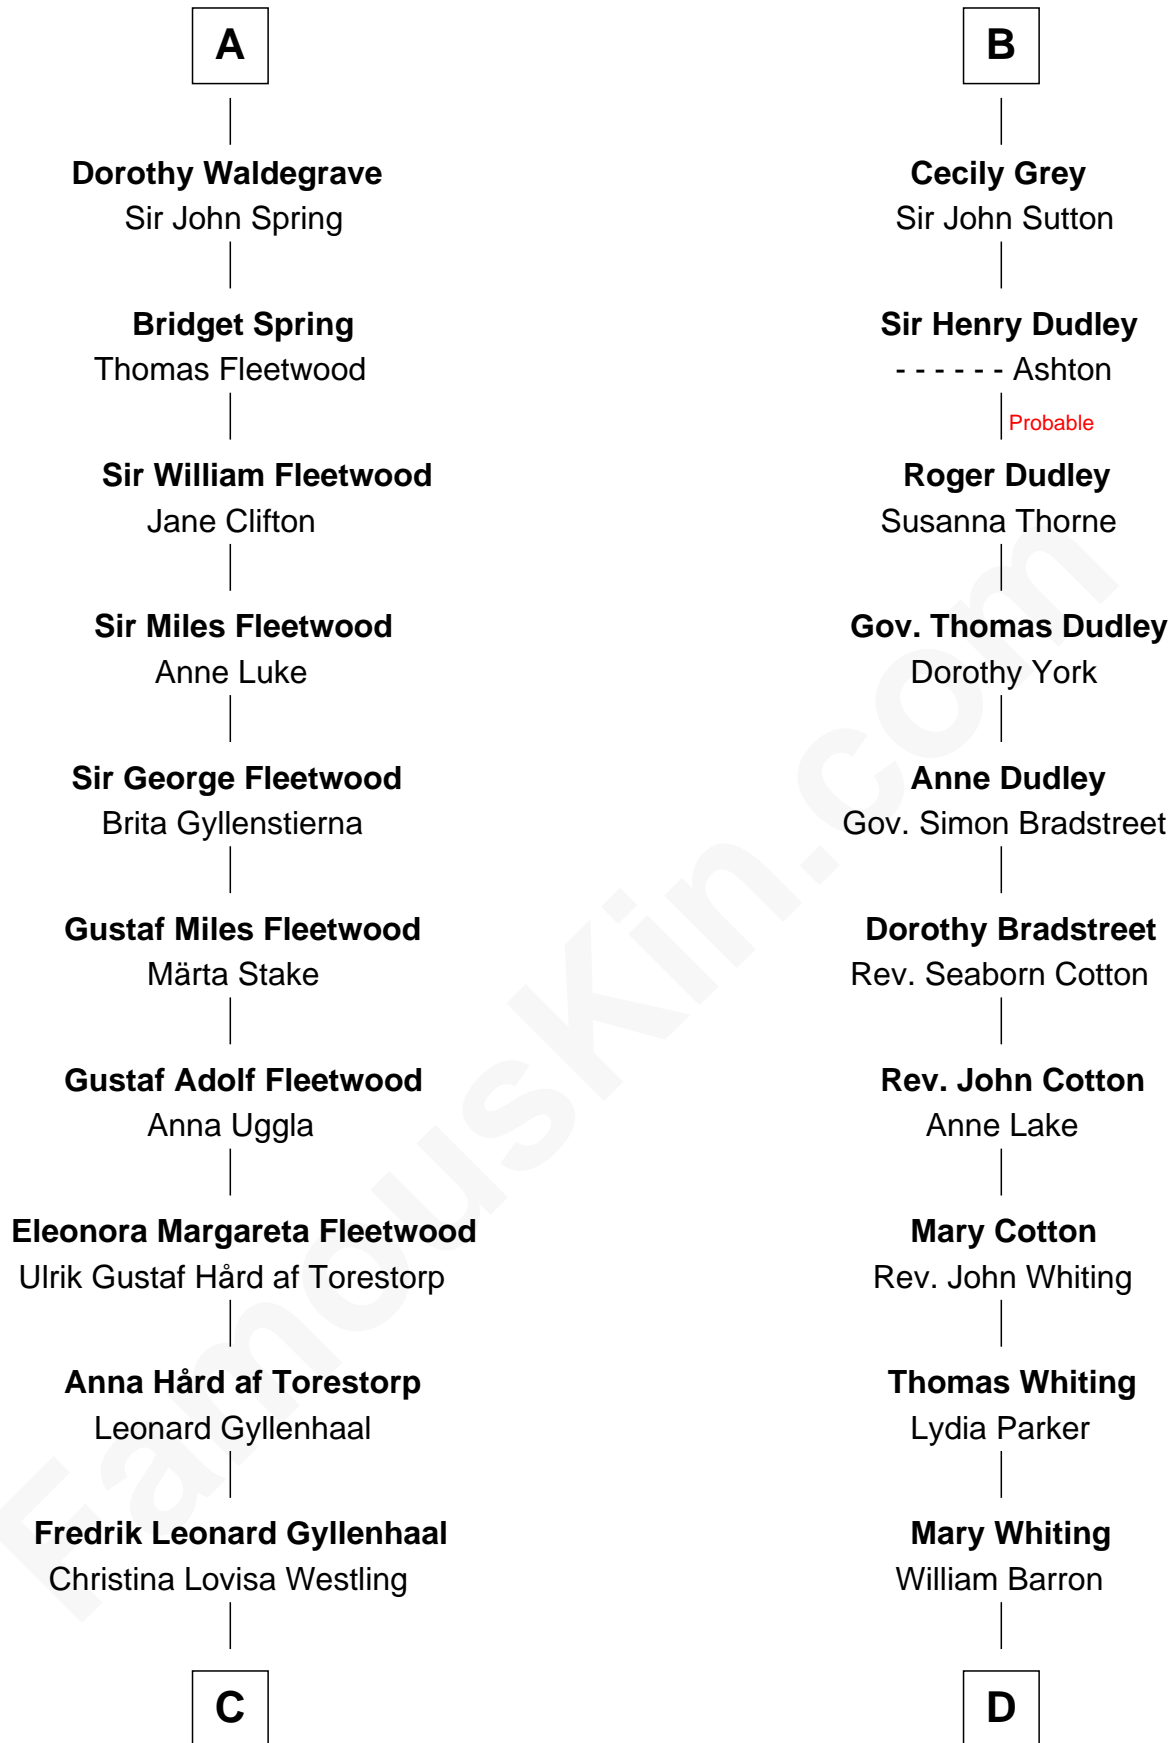 A
Dorothy Waldegrave
Sir John Spring
Bridget Spring
Thomas Fleetwood
Sir William Fleetwood
Jane Clifton
Sir Miles Fleetwood
Anne Luke
Sir George Fleetwood
Brita Gyllenstierna
Gustaf Miles Fleetwood
Märta Stake
Gustaf Adolf Fleetwood
Anna Uggla
Eleonora Margareta Fleetwood
Ulrik Gustaf Hård af Torestorp
Anna Hård af Torestorp
Leonard Gyllenhaal
Fredrik Leonard Gyllenhaal
Christina Lovisa Westling
C
B
Cecily Grey
Sir John Sutton
Sir Henry Dudley
- - - - - - Ashton
Probable
Roger Dudley
Susanna Thorne
Gov. Thomas Dudley
Dorothy York
Anne Dudley
Gov. Simon Bradstreet
Dorothy Bradstreet
Rev. Seaborn Cotton
Rev. John Cotton
Anne Lake
Mary Cotton
Rev. John Whiting
Thomas Whiting
Lydia Parker
Mary Whiting
William Barron
D
FamousKin.com